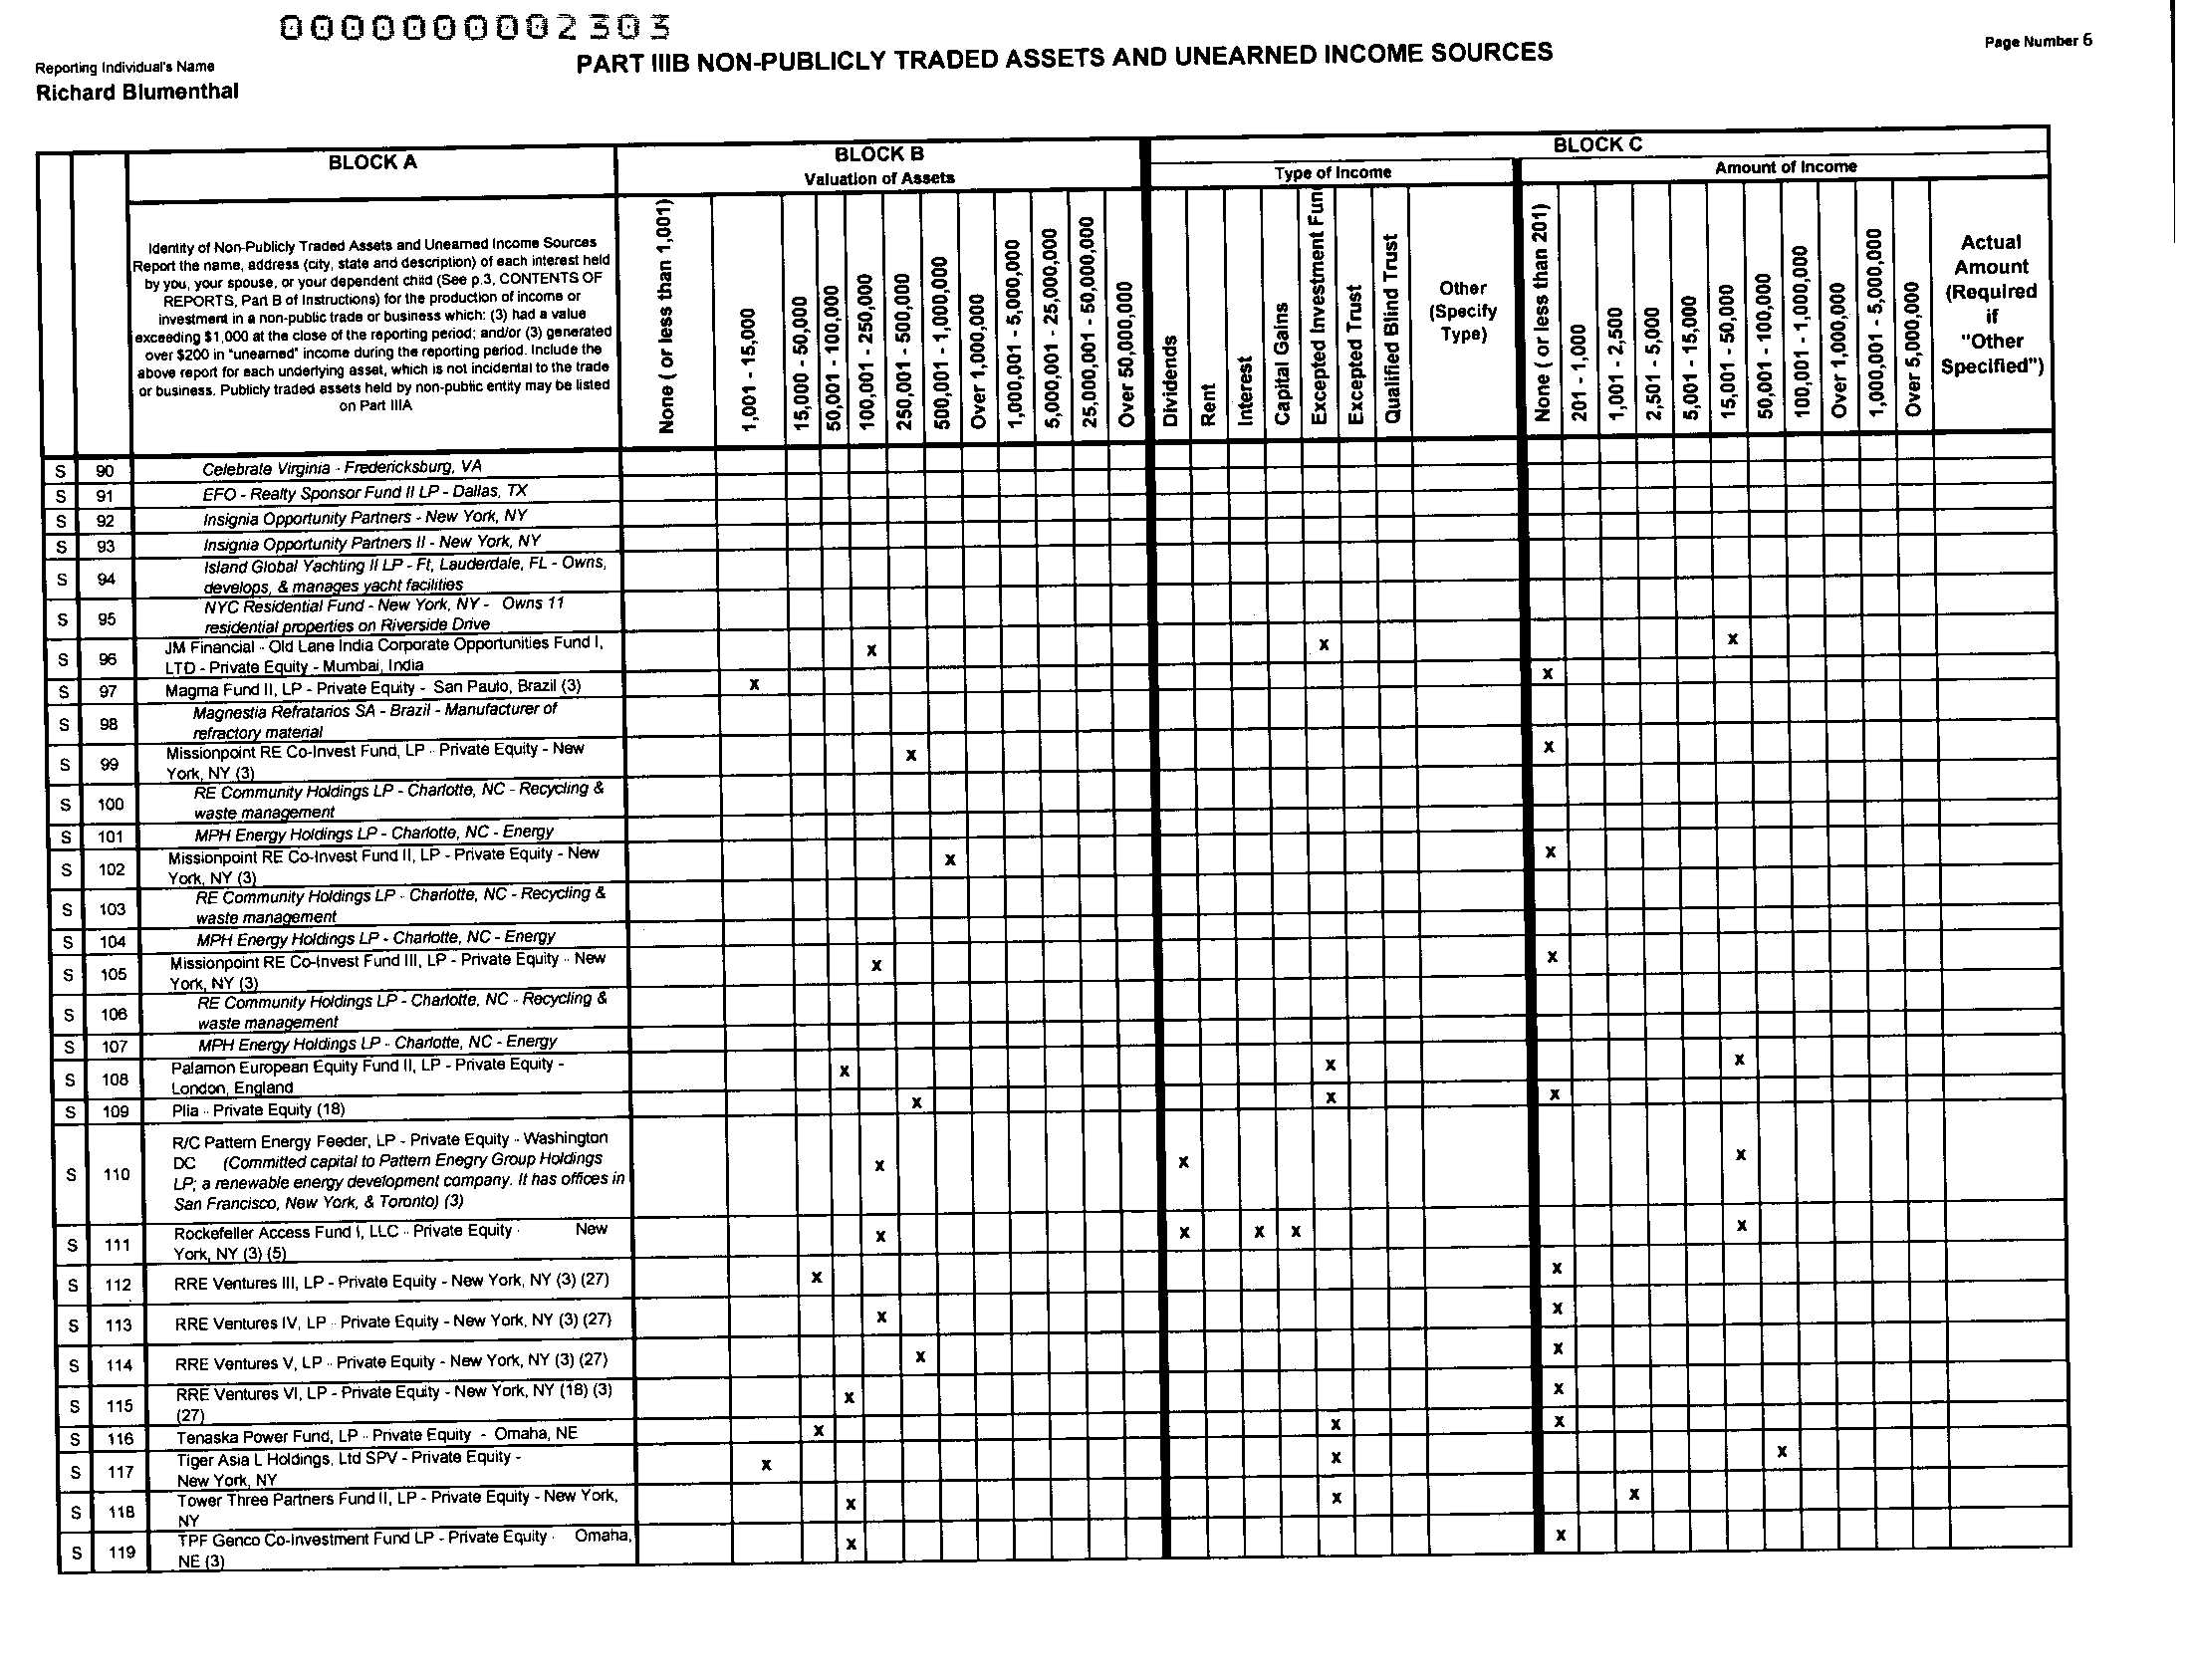 0000000002303
Page Number 6
Reporting Individual's Name
PART IIIB NON-PUBLICLY TRADED ASSETS AND UNEARNED INCOME SOURCES
Richard Blumenthal
BLOCK A
BLOCK B
BLOCK C
Valuation of Assets
Type of Income
Amount of Income
Identity of Non-Publicly Traded Assets and Unearned Income Sources
Report the name, address (city, state and description) of each interest held
by you, your spouse, or your dependent child (See p.3, CONTENTS OF
REPORTS, Part B of Instructions) for the production of income or
investment in a non-public trade or business which: (3) had a value
exceeding $1,000 at the close of the reporting period; and/or (3) generated
over $200 in "unearned" income during the reporting period. Include the
above report for each underlying asset, which is not incidental to the trade
or business. Publicly traded assets held by non-public entity may be listed
on Part IIIA
None ( or less than 1,001)
1,001 - 15,000
15,000 - 50,000
50,001 - 100,000
100,001 - 250,000
250,001 - 500,000
500,001 - 1,000,000
Over 1,000,000
1,000,001 - 5,000,000
5,000,001 - 25,000,000
25,000,001 - 50,000,000
Over 50,000,000
Dividends
Rent
Interest
Capital Gains
Excepted Investment Fun
Excepted Trust
Qualified Blind Trust
Other
(Specify
Type)
None ( or less than 201)
201 - 1,000
1,001 - 2,500
2,501 - 5,000
5,001 - 15,000
15,001 - 50,000
50,001 - 100,000
100,001 - 1,000,000
Over 1,000,000
1,000,001 - 5,000,000
Over 5,000,000
Actual
Amount
(Required
if
"Other
Specified")
S 90 Celebrate Virginia - Fredericksburg, VA
S 91 EFO - Realty Sponsor Fund II LP - Dallas, TX
S 92 Insignia Opportunity Partners - New York, NY
S 93 Insignia Opportunity Partners II - New York, NY
S 94 Island Global Yachting II LP - Ft, Lauderdale, FL - Owns,
develops, & manages yacht facilities
S 95 NYC Residential Fund - New York, NY - Owns 11
residential properties on Riverside Drive
S 96 JM Financial - Old Lane India Corporate Opportunities Fund I, x x x
LTD - Private Equity - Mumbai, India
S 97 Magma Fund II, LP - Private Equity - San Paulo, Brazil (3) x x
S 98 Magnestia Refratarios SA - Brazil - Manufacturer of
refractory material
S 99 Missionpoint RE Co-Invest Fund, LP - Private Equity - New x x
York, NY (3)
S 100 RE Community Holdings LP - Charlotte, NC - Recycling &
waste management
S 101 MPH Energy Holdings LP - Charlotte, NC - Energy
S 102 Missionpoint RE Co-Invest Fund II, LP - Private Equity - New x x
York, NY (3)
S 103 RE Community Holdings LP - Charlotte, NC - Recycling &
waste management
S 104 MPH Energy Holdings LP - Charlotte, NC - Energy
S 105 Missionpoint RE Co-Invest Fund III, LP - Private Equity - New x x
York, NY (3)
S 106 RE Community Holdings LP - Charlotte, NC - Recycling &
waste management
S 107 MPH Energy Holdings LP - Charlotte, NC - Energy
S 108 Palamon European Equity Fund II, LP - Private Equity - x x x
London, England
S 109 Plia - Private Equity (18) x x x
S 110 R/C Pattern Energy Feeder, LP - Private Equity - Washington x x x
DC (Committed capital to Pattern Enegry Group Holdings
LP; a renewable energy development company. It has offices in
San Francisco, New York, & Toronto) (3)
S 111 Rockefeller Access Fund I, LLC - Private Equity - New x x x x x
York, NY (3) (5)
S 112 RRE Ventures III, LP - Private Equity - New York, NY (3) (27) x x
S 113 RRE Ventures IV, LP - Private Equity - New York, NY (3) (27) x x
S 114 RRE Ventures V, LP - Private Equity - New York, NY (3) (27) x x
S 115 RRE Ventures VI, LP - Private Equity - New York, NY (18) (3) x x
(27)
S 116 Tenaska Power Fund, LP - Private Equity - Omaha, NE x x x
S 117 Tiger Asia L Holdings, Ltd SPV - Private Equity - x x x
New York, NY
S 118 Tower Three Partners Fund II, LP - Private Equity - New York, x x x
NY
S 119 TPF Genco Co-Investment Fund LP - Private Equity - Omaha, x x
NE (3)